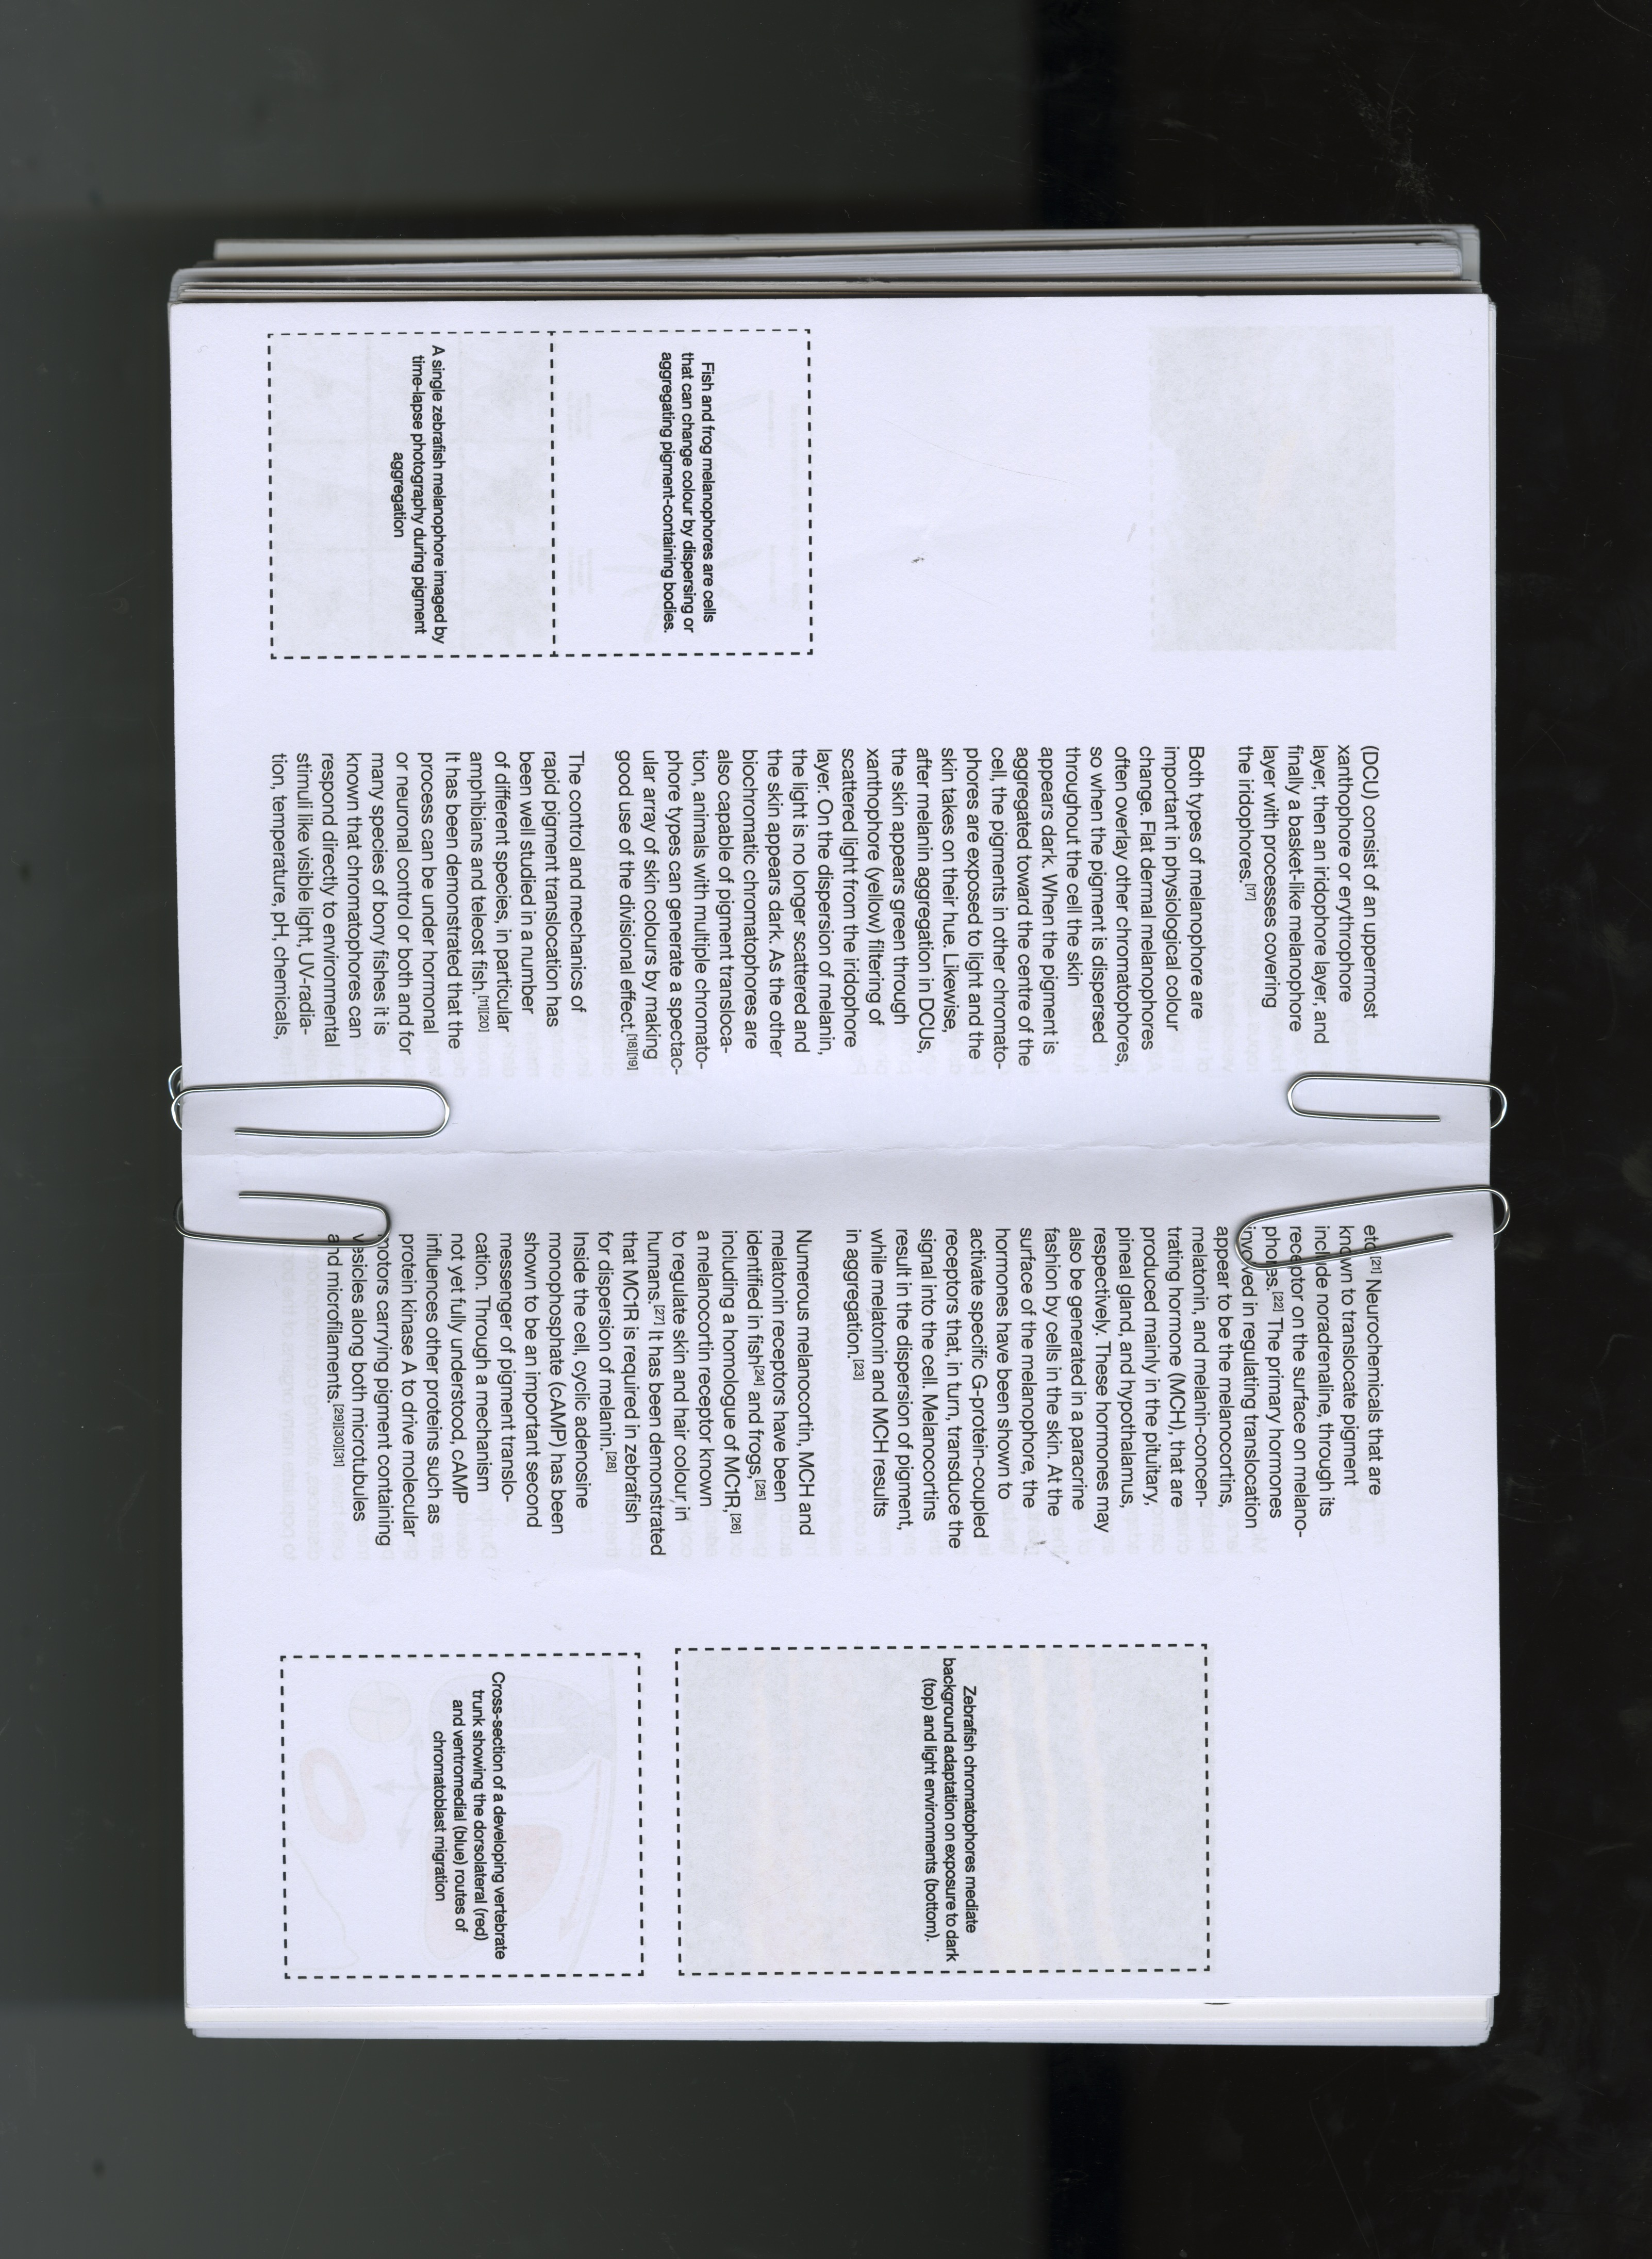 (DCU) consist of an uppermost
xanthophore or erythrophore
layer, then an iridophore layer, and
finally a basket-like melanophore
layer with processes covering
the iridophores.[17]
Both types of melanophore are
important in physiological colour
change. Flat dermal melanophores
often overlay other chromatophores,
so when the pigment is dispersed
throughout the cell the skin
appears dark. When the pigment is
aggregated toward the centre of the
cell, the pigments in other chromato-
phores are exposed to light and the
skin takes on their hue. Likewise,
after melanin aggregation in DCUs,
the skin appears green through
xanthophore (yellow) filtering of
scattered light from the iridophore
layer. On the dispersion of melanin,
the light is no longer scattered and
the skin appears dark. As the other
biochromatic chromatophores are
also capable of pigment transloca-
tion, animals with multiple chromato-
phore types can generate a spectac-
ular array of skin colours by making
good use of the divisional effect.[18][19]
The control and mechanics of
rapid pigment translocation has
been well studied in a number
of different species, in particular
amphibians and teleost fish.[11][20]
It has been demonstrated that the
process can be under hormonal
or neuronal control or both and for
many species of bony fishes it is
known that chromatophores can
respond directly to environmental
stimuli like visible light, UV-radia-
tion, temperature, pH, chemicals,
Fish and frog melanophores are cells
that can change colour by dispersing or
aggregating pigment-containing bodies.
A single zebrafish melanophore imaged by
time-lapse photography during pigment
aggregation
etc.[21] Neurochemicals that are
known to translocate pigment
include noradrenaline, through its
receptor on the surface on melano-
phores.[22] The primary hormones
involved in regulating translocation
appear to be the melanocortins,
melatonin, and melanin-concen-
trating hormone (MCH), that are
produced mainly in the pituitary,
pineal gland, and hypothalamus,
respectively. These hormones may
also be generated in a paracrine
fashion by cells in the skin. At the
surface of the melanophore, the
hormones have been shown to
activate specific G-protein-coupled
receptors that, in turn, transduce the
signal into the cell. Melanocortins
result in the dispersion of pigment,
while melatonin and MCH results
in aggregation.[23]
Numerous melanocortin, MCH and
melatonin receptors have been
identified in fish[24] and frogs,[25]
including a homologue of MC1R,[26]
a melanocortin receptor known
to regulate skin and hair colour in
humans.[27] It has been demonstrated
that MC1R is required in zebrafish
for dispersion of melanin.[28]
Inside the cell, cyclic adenosine
monophosphate (cAMP) has been
shown to be an important second
messenger of pigment translo-
cation. Through a mechanism
not yet fully understood, cAMP
influences other proteins such as
protein kinase A to drive molecular
motors carrying pigment containing
vesicles along both microtubules
and microfilaments.[29][30][31]
Zebrafish chromatophores mediate
background adaptation on exposure to dark
(top) and light environments (bottom).
Cross-section of a developing vertebrate
trunk showing the dorsolateral (red)
and ventromedial (blue) routes of
chromatoblast migration